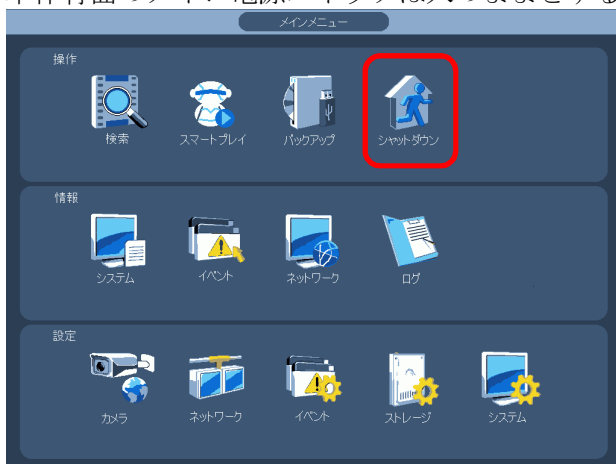 メインメニュー
操作
検索 スマートプレイ バックアップ シャットダウン
情報
システム イベント ネットワーク ログ
設定
カメラ ネットワーク イベント ストレージ システム